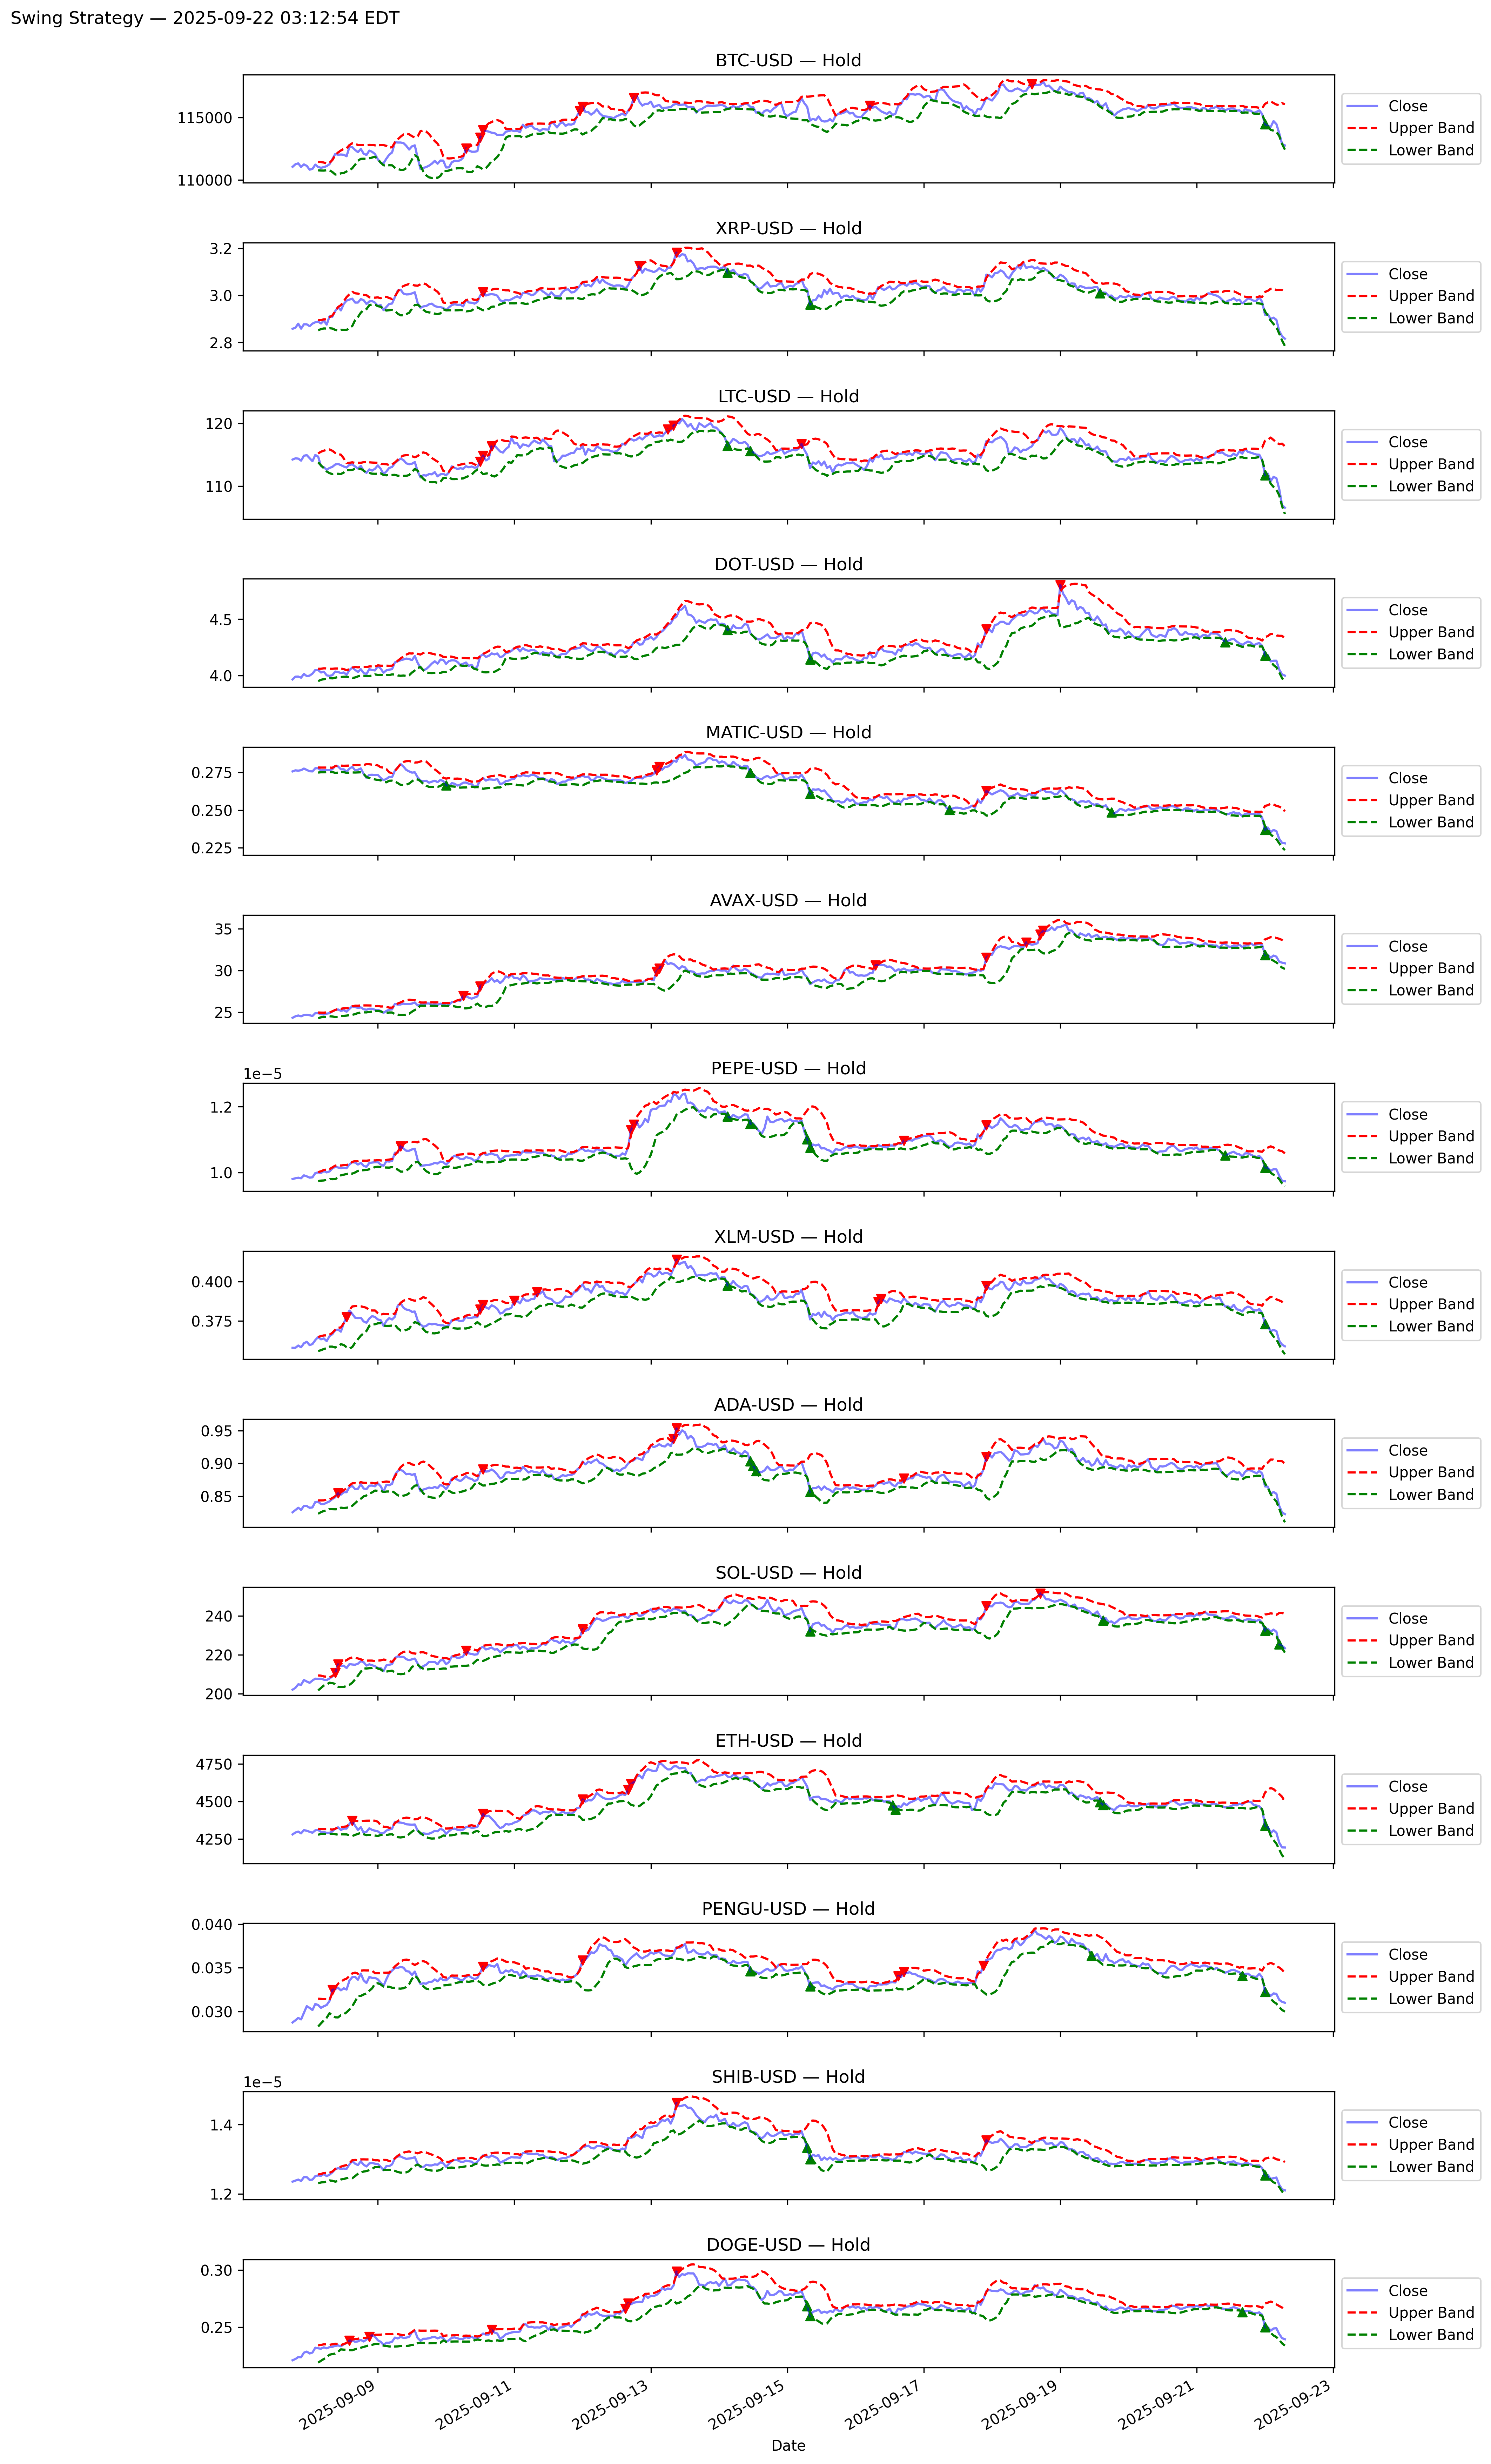 Swing Strategy — 2025-09-22 03:12:54 EDT
BTC-USD — Hold
115000
110000
Close
Upper Band
Lower Band
XRP-USD — Hold
3.2
3.0
2.8
Close
Upper Band
Lower Band
LTC-USD — Hold
120
110
Close
Upper Band
Lower Band
DOT-USD — Hold
4.5
4.0
Close
Upper Band
Lower Band
MATIC-USD — Hold
0.275
0.250
0.225
Close
Upper Band
Lower Band
AVAX-USD — Hold
35
30
25
Close
Upper Band
Lower Band
PEPE-USD — Hold
1e−5
1.2
1.0
Close
Upper Band
Lower Band
XLM-USD — Hold
0.400
0.375
Close
Upper Band
Lower Band
ADA-USD — Hold
0.95
0.90
0.85
Close
Upper Band
Lower Band
SOL-USD — Hold
240
220
200
Close
Upper Band
Lower Band
ETH-USD — Hold
4750
4500
4250
Close
Upper Band
Lower Band
PENGU-USD — Hold
0.040
0.035
0.030
Close
Upper Band
Lower Band
SHIB-USD — Hold
1e−5
1.4
1.2
Close
Upper Band
Lower Band
DOGE-USD — Hold
0.30
0.25
Close
Upper Band
Lower Band
2025-09-09
2025-09-11
2025-09-13
2025-09-15
2025-09-17
2025-09-19
2025-09-21
2025-09-23
Date